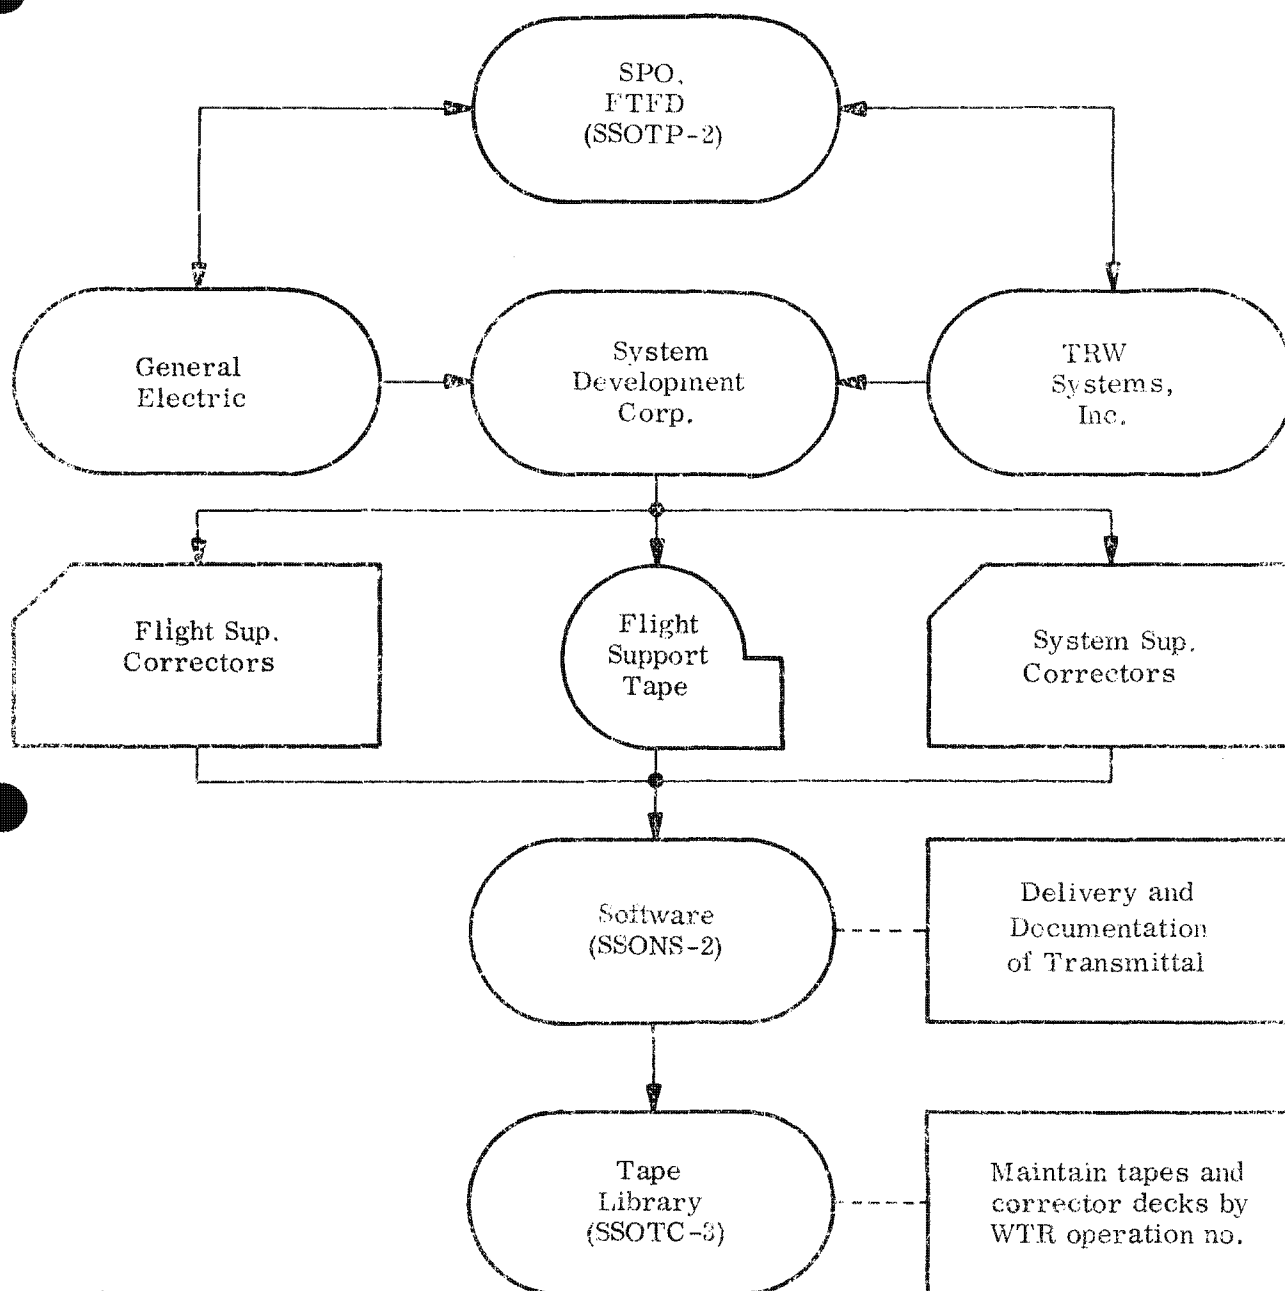 SPO,
FTFD
(SSOTP-2)
General
Electric
System
Development
Corp.
TRW
Systems,
Inc.
Flight Sup.
Correctors
Flight
Support
Tape
System Sup.
Correctors
Software
(SSONS-2)
Delivery and
Documentation
of Transmittal
Tape
Library
(SSOTC-3)
Maintain tapes and
corrector decks by
WTR operation no.